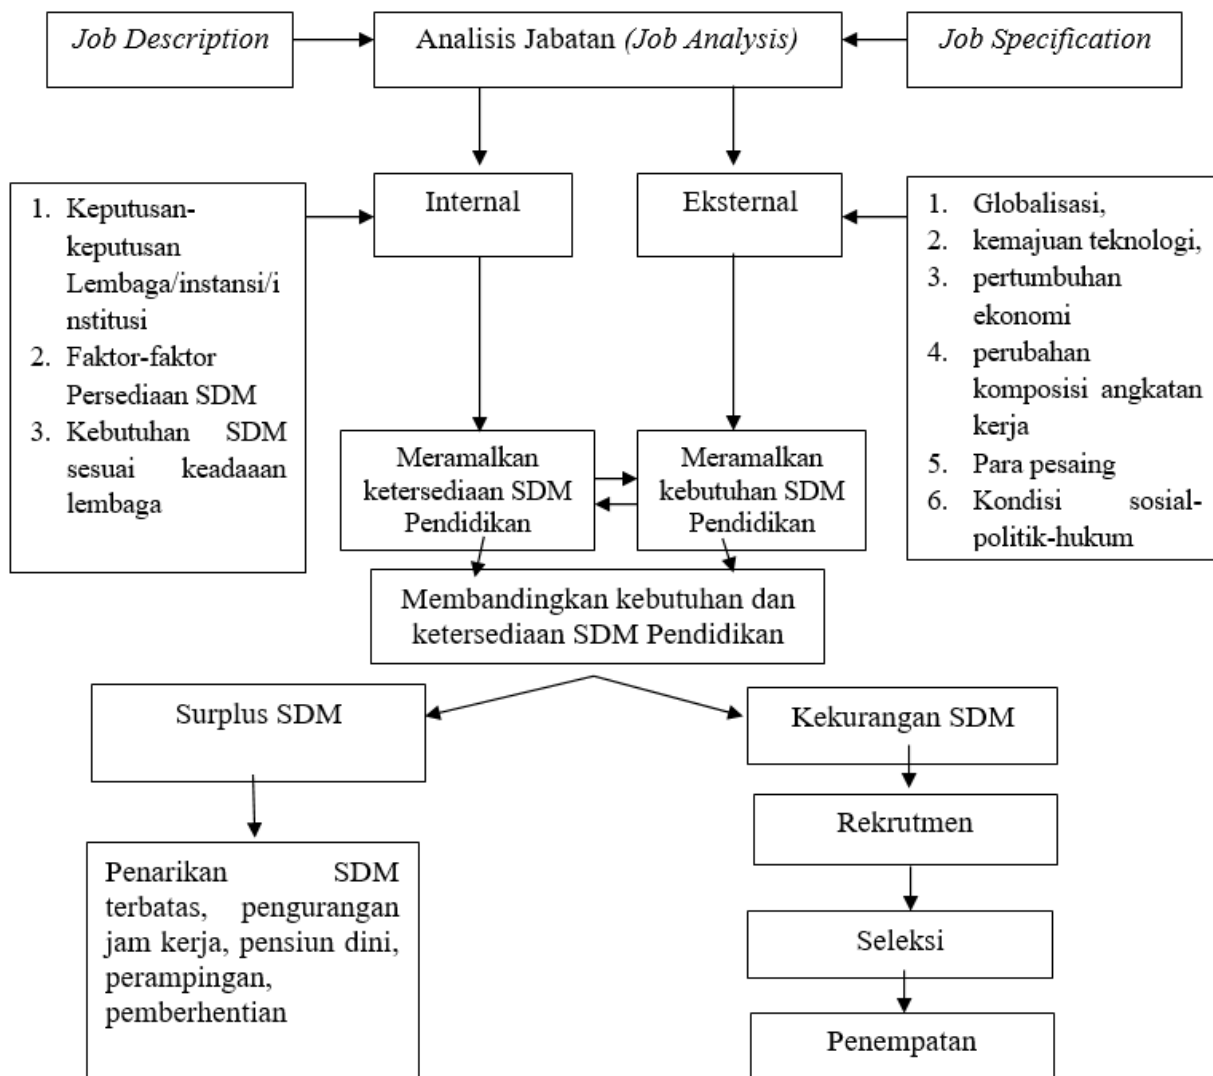 Job Description
Analisis Jabatan (Job Analysis)
Job Specification
1. Keputusan-
keputusan
Lembaga/instansi/i
nstitusi
2. Faktor-faktor
Persediaan SDM
3. Kebutuhan SDM
sesuai keadaaan
lembaga
Internal
Eksternal
1. Globalisasi,
2. kemajuan teknologi,
3. pertumbuhan
ekonomi
4. perubahan
komposisi angkatan
kerja
5. Para pesaing
6. Kondisi sosial-
politik-hukum
Meramalkan
ketersediaan SDM
Pendidikan
Meramalkan
kebutuhan SDM
Pendidikan
Membandingkan kebutuhan dan
ketersediaan SDM Pendidikan
Surplus SDM
Kekurangan SDM
Penarikan SDM
terbatas, pengurangan
jam kerja, pensiun dini,
perampingan,
pemberhentian
Rekrutmen
Seleksi
Penempatan